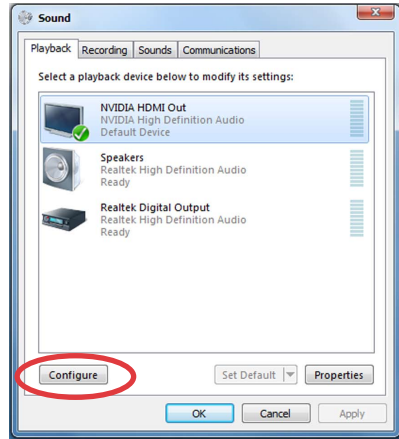 Sound
Playback Recording Sounds Communications
Select a playback device below to modify its settings:
NVIDIA HDMI Out
NVIDIA High Definition Audio
Default Device
Speakers
Realtek High Definition Audio
Ready
Realtek Digital Output
Realtek High Definition Audio
Ready
Configure Set Default Properties
OK Cancel Apply